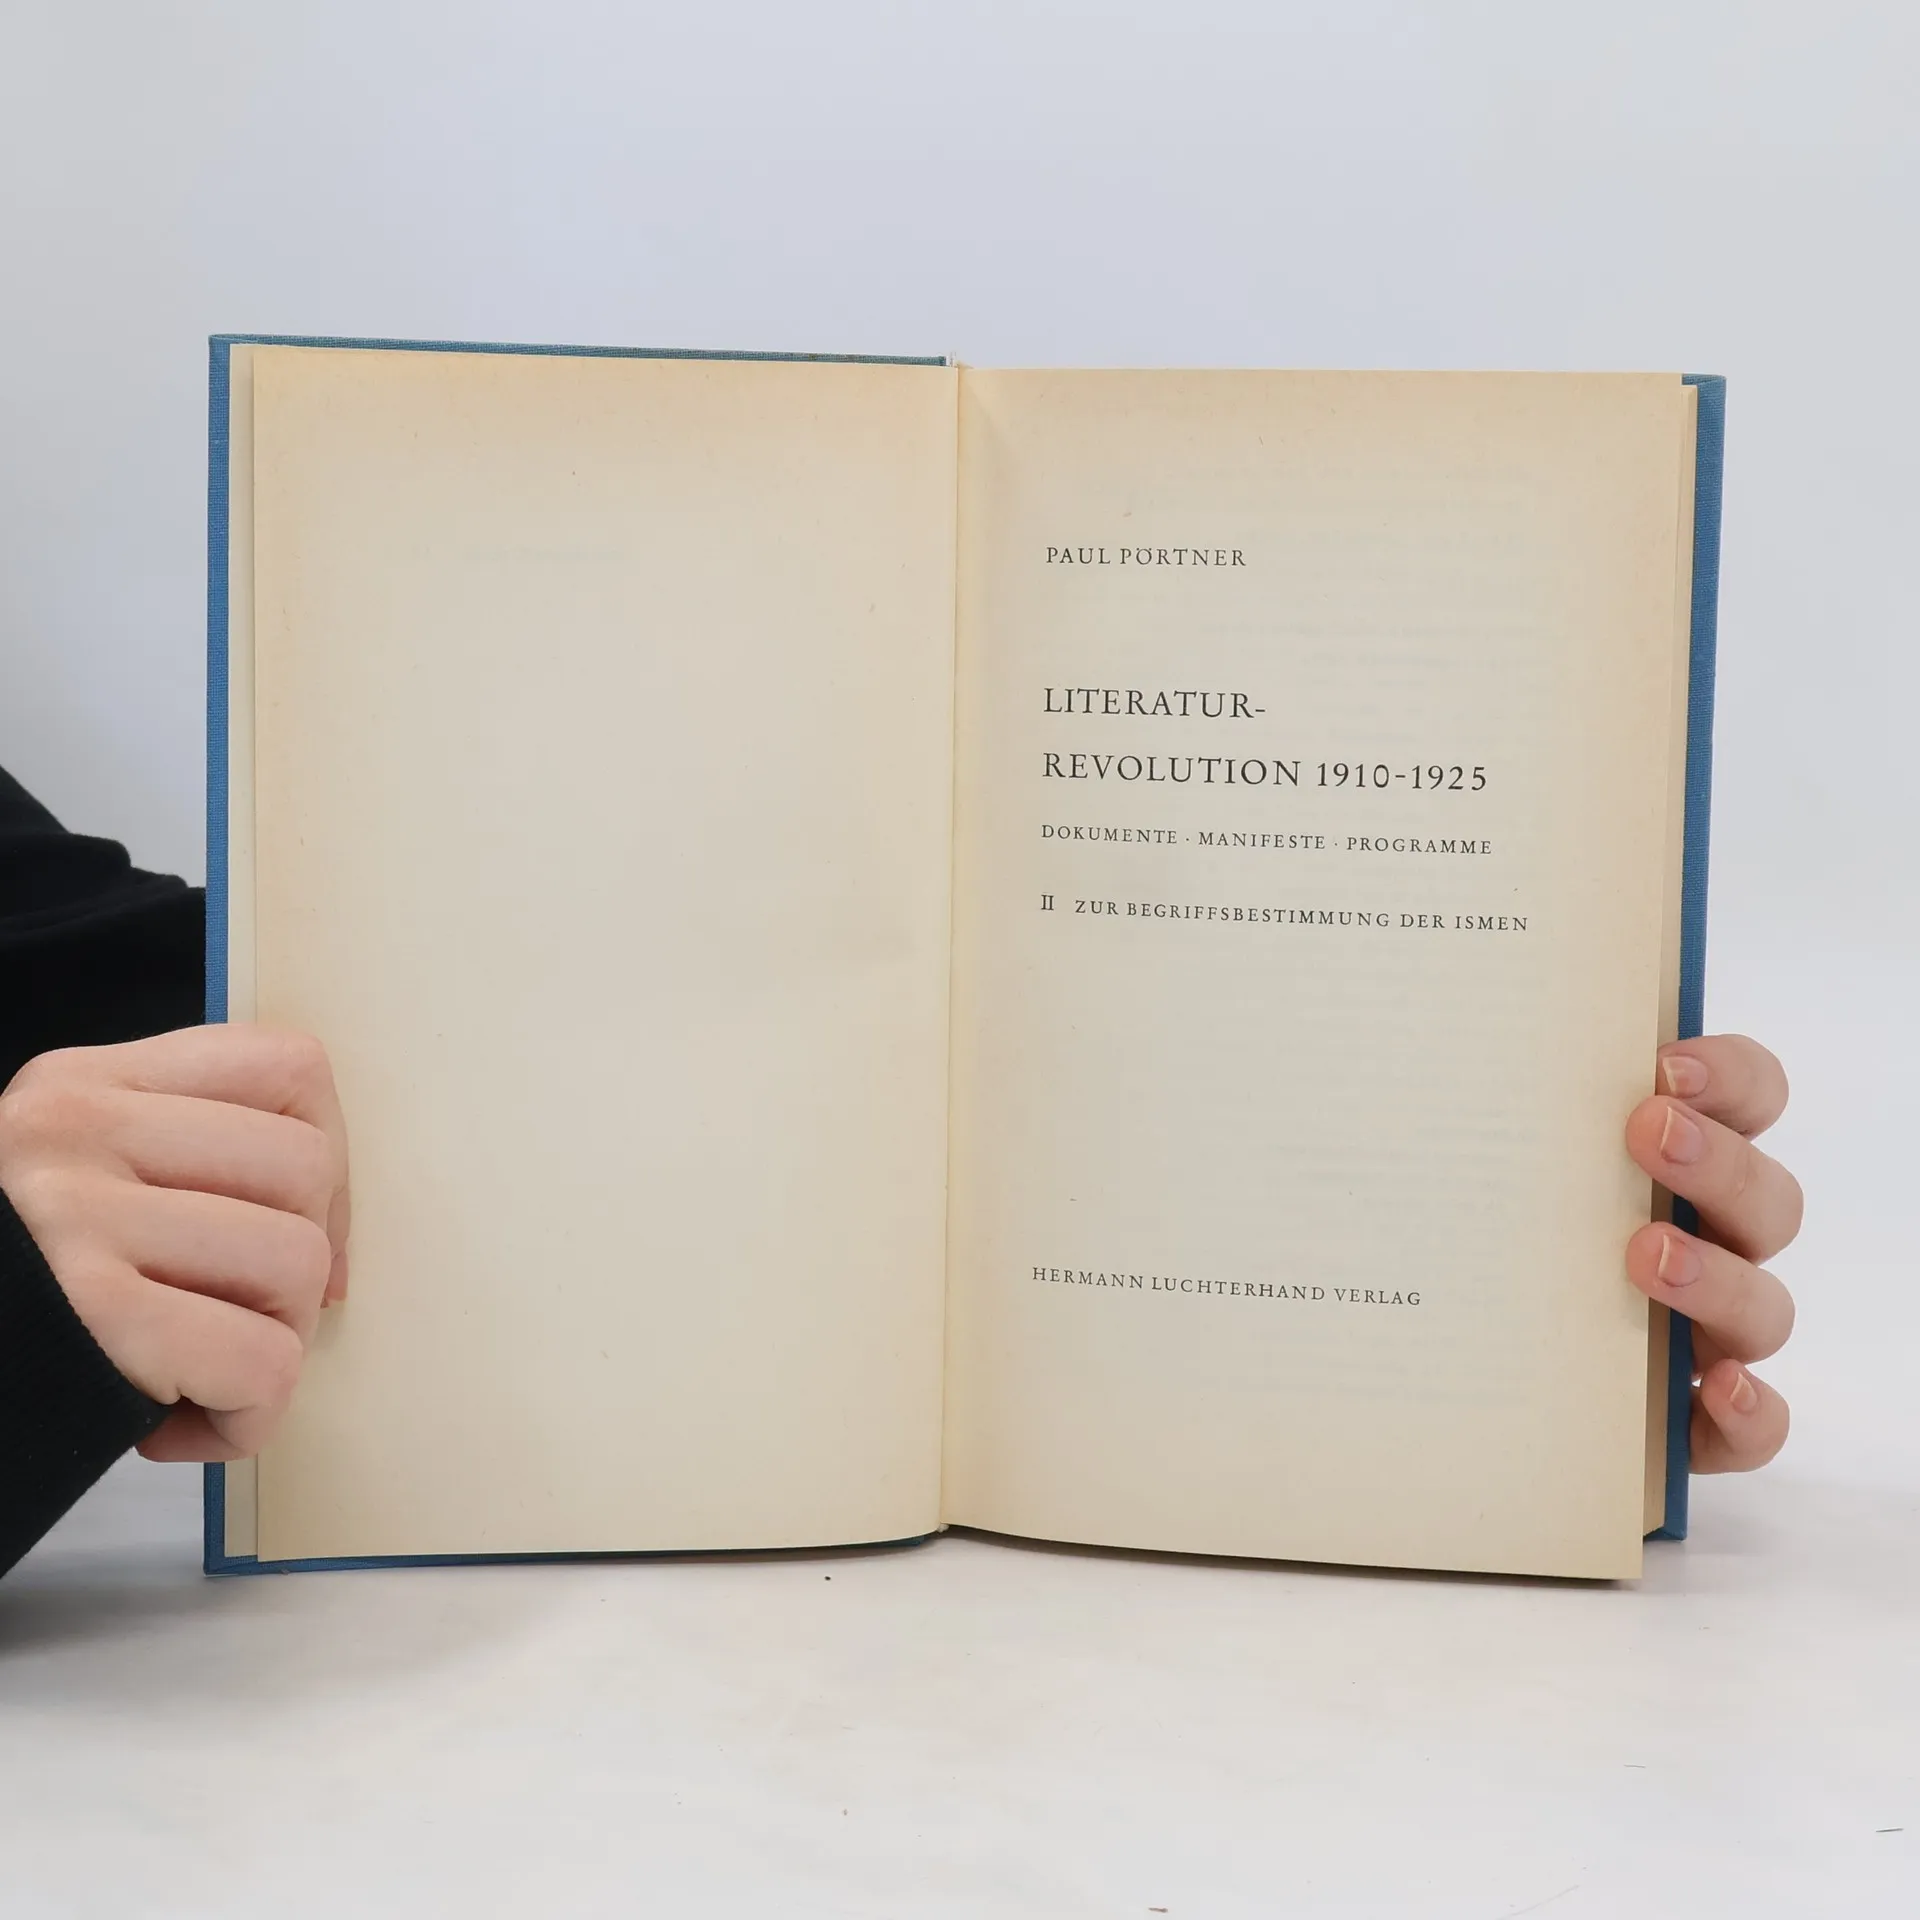 PAUL PÖRTNER
LITERATUR-
REVOLUTION 1910-1925
DOKUMENTE · MANIFESTE · PROGRAMME
II ZUR BEGRIFFSBESTIMMUNG DER ISMEN
HERMANN LUCHTERHAND VERLAG